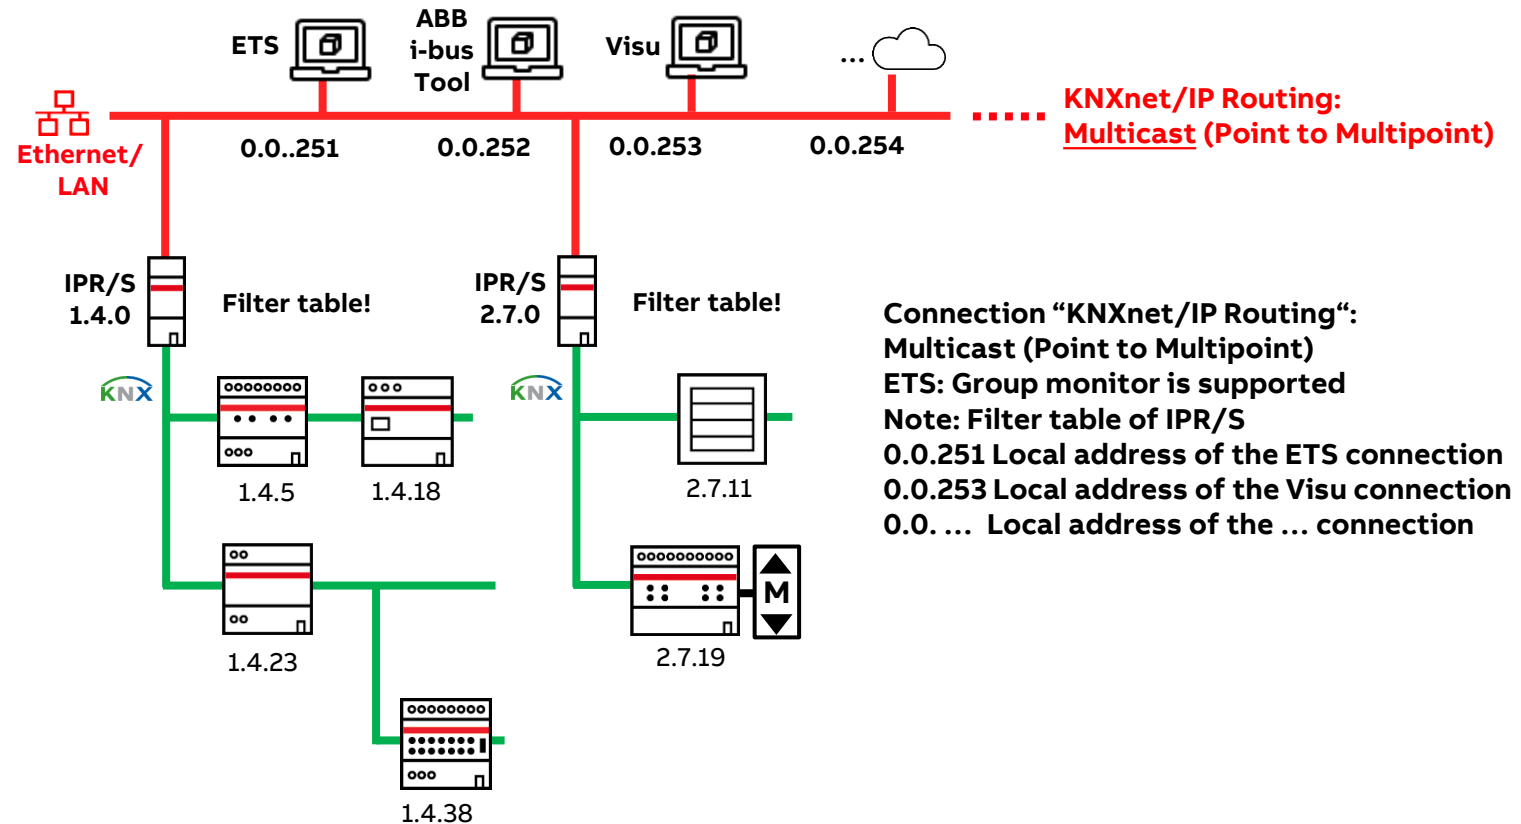 ETS
ABB
i-bus
Tool
Visu
...
KNXnet/IP Routing:
Multicast (Point to Multipoint)
Ethernet/
LAN
0.0..251
0.0.252
0.0.253
0.0.254
IPR/S
1.4.0
Filter table!
IPR/S
2.7.0
Filter table!
Connection “KNXnet/IP Routing“:
Multicast (Point to Multipoint)
ETS: Group monitor is supported
Note: Filter table of IPR/S
0.0.251 Local address of the ETS connection
0.0.253 Local address of the Visu connection
0.0. ... Local address of the ... connection
KNX
KNX
1.4.5
1.4.18
2.7.11
M
1.4.23
2.7.19
1.4.38